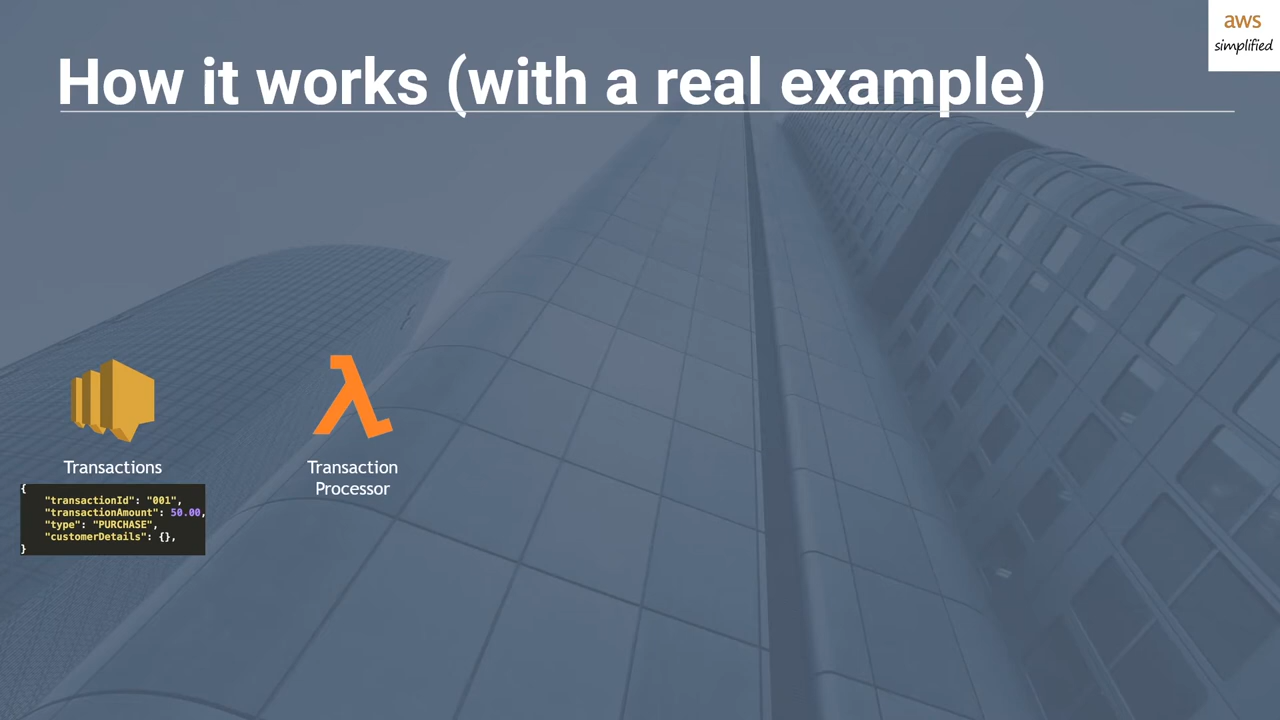 aws
simplified
How it works (with a real example)
Transactions
{
"transactionId": "001",
"transactionAmount": 50.00,
"type": "PURCHASE",
"customerDetails": {},
}
Transaction
Processor